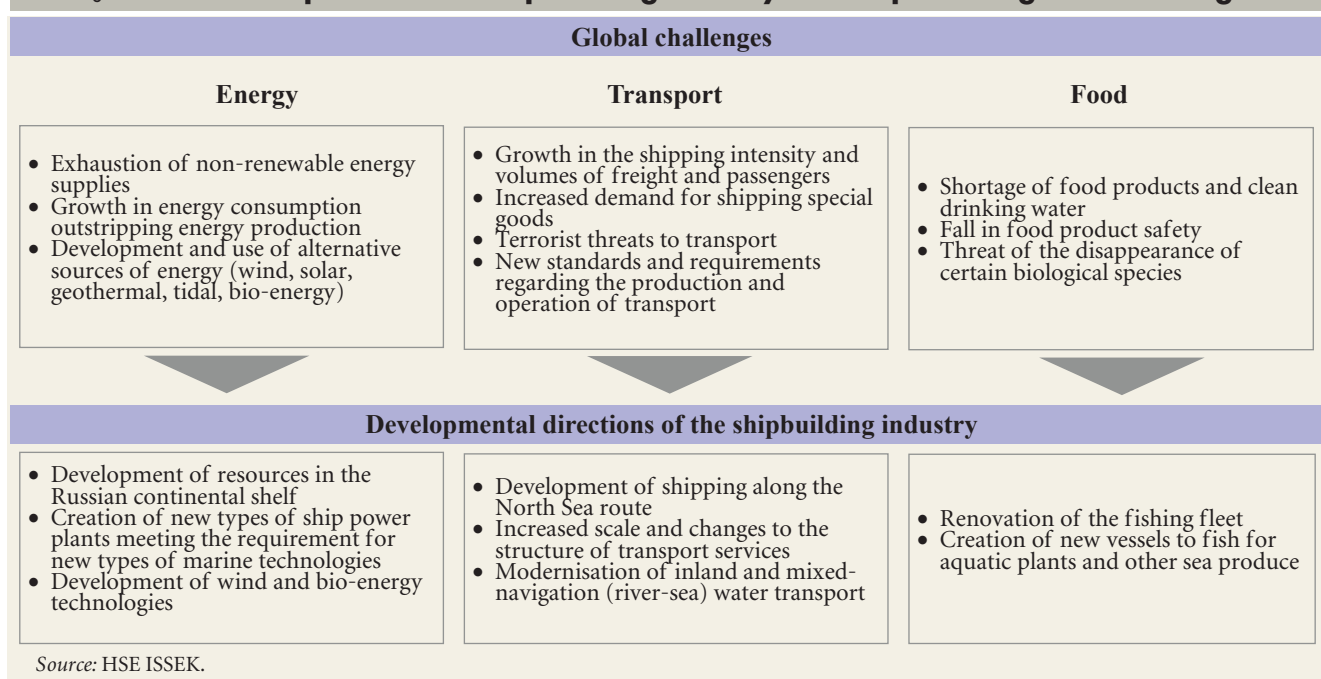 Global challenges
Energy
Transport
Food
• Exhaustion of non-renewable energy
supplies
• Growth in energy consumption
outstripping energy production
• Development and use of alternative
sources of energy (wind, solar,
geothermal, tidal, bio-energy)
• Growth in the shipping intensity and
volumes of freight and passengers
• Increased demand for shipping special
goods
• Terrorist threats to transport
• New standards and requirements
regarding the production and
operation of transport
• Shortage of food products and clean
drinking water
• Fall in food product safety
• Threat of the disappearance of
certain biological species
Developmental directions of the shipbuilding industry
• Development of resources in the
Russian continental shelf
• Creation of new types of ship power
plants meeting the requirement for
new types of marine technologies
• Development of wind and bio-energy
technologies
• Development of shipping along the
North Sea route
• Increased scale and changes to the
structure of transport services
• Modernisation of inland and mixed-
navigation (river-sea) water transport
• Renovation of the fishing fleet
• Creation of new vessels to fish for
aquatic plants and other sea produce
Source: HSE ISSEK.